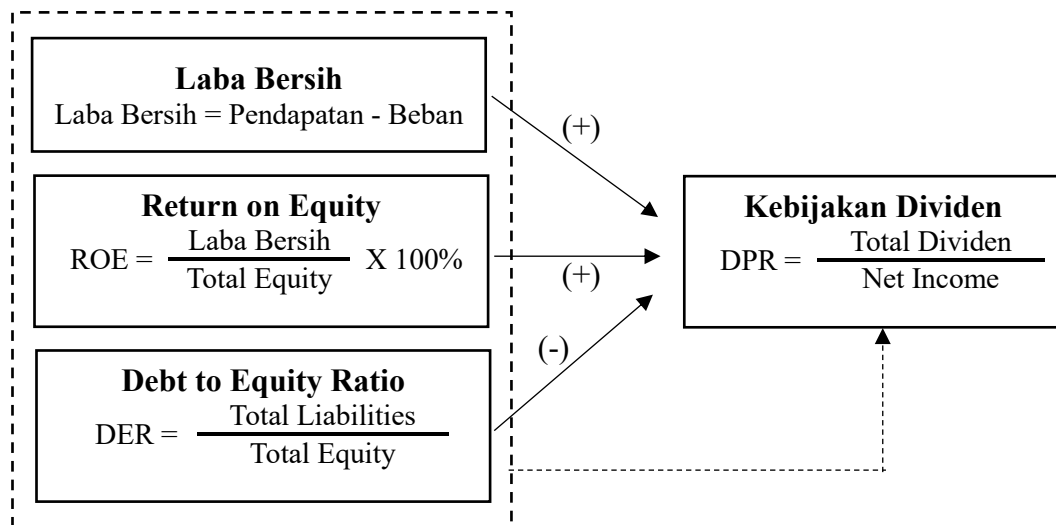 Laba Bersih
Laba Bersih = Pendapatan - Beban
(+)
Return on Equity
ROE = Laba Bersih X 100%
Total Equity
(+)
Kebijakan Dividen
DPR = Total Dividen
Net Income
(-)
Debt to Equity Ratio
DER = Total Liabilities
Total Equity